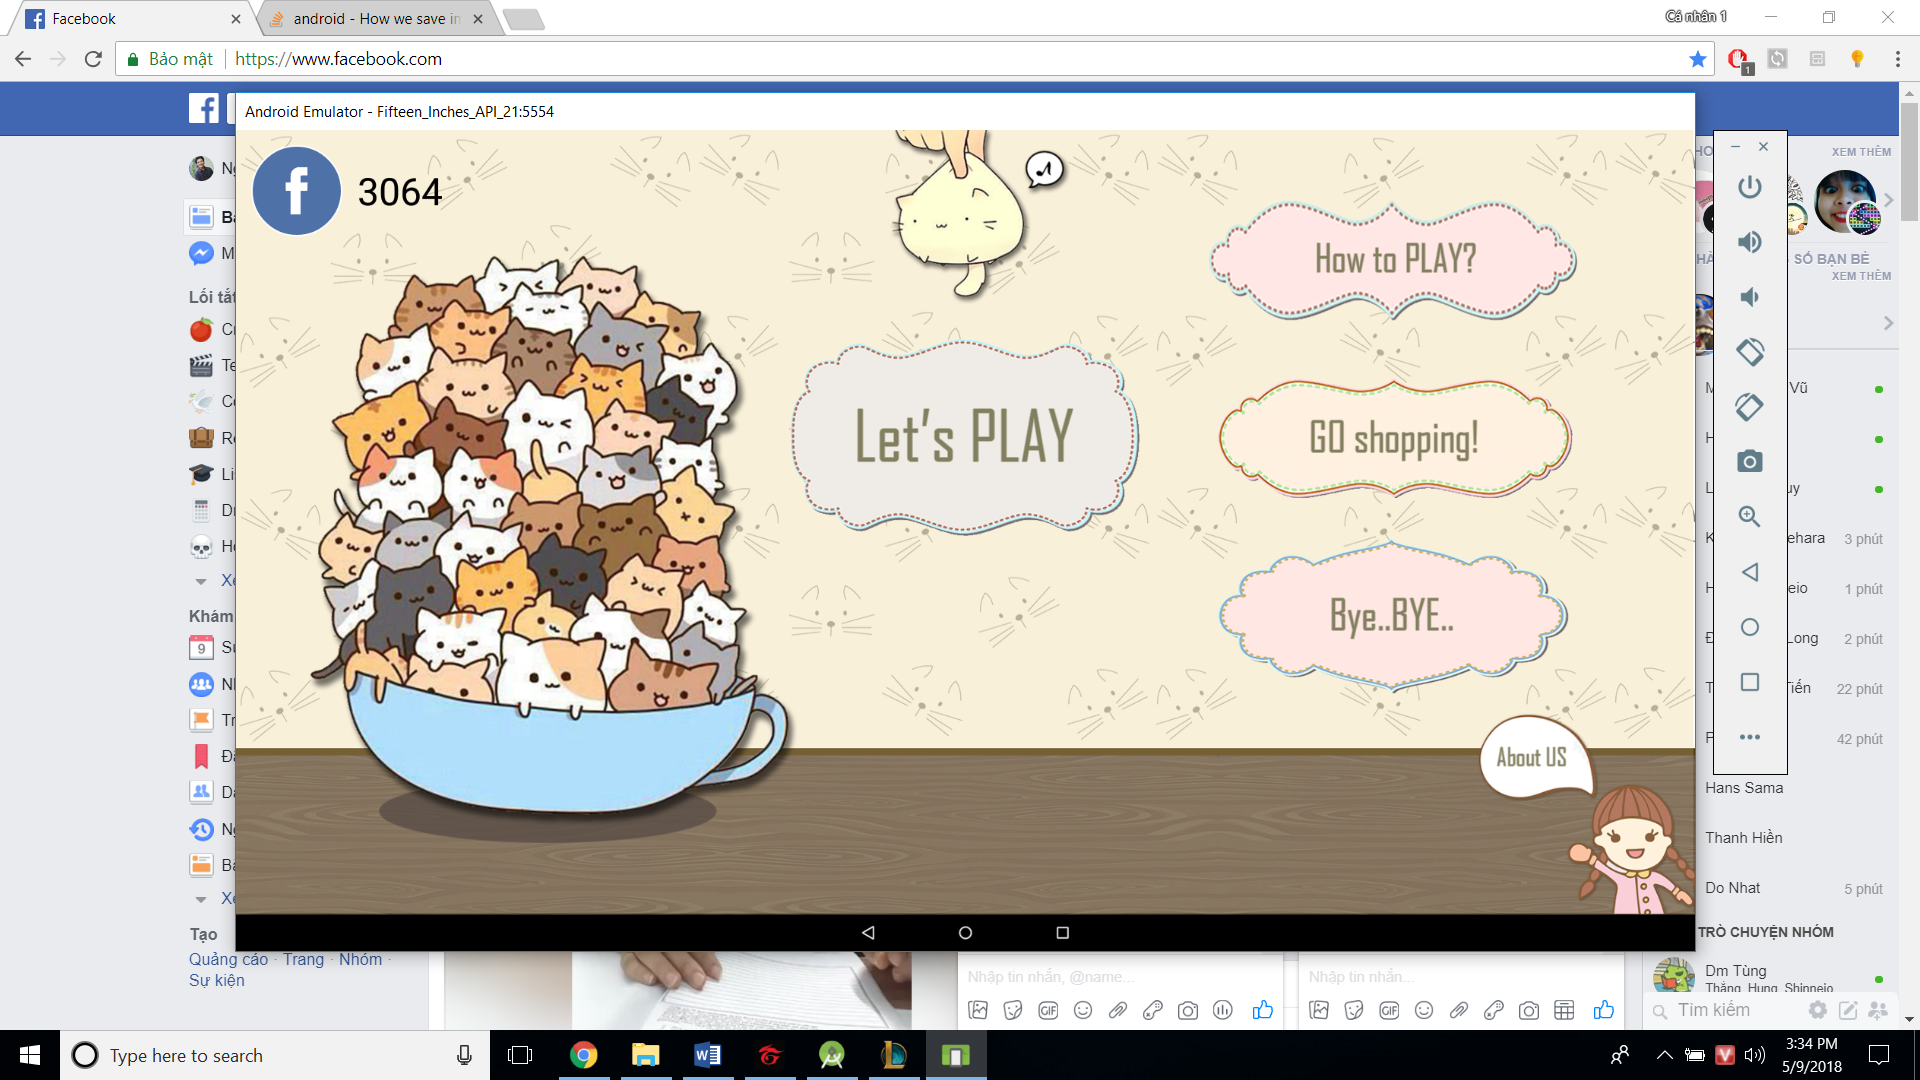 Facebook
android - How we save in
Cá nhân 1
Bảo mật
https://www.facebook.com
1
Android Emulator - Fifteen_Inches_API_21:5554
3064
How to PLAY?
Let's PLAY
GO shopping!
Bye..BYE..
About US
Lối tắt
Khám
9
Tạo
Quảng cáo · Trang · Nhóm ·
Sự kiện
XEM THÊM
SỐ BẠN BÈ
XEM THÊM
Vũ
3 phút
1 phút
Long
2 phút
Tiến
22 phút
42 phút
Hans Sama
Thanh Hiền
Do Nhat
5 phút
TRÒ CHUYỆN NHÓM
Dm Tùng
Thắng, Hung, Shinneio
Nhập tin nhắn, @name...
Nhập tin nhắn...
GIF
GIF
Tìm kiếm
Type here to search
3:34 PM
5/9/2018